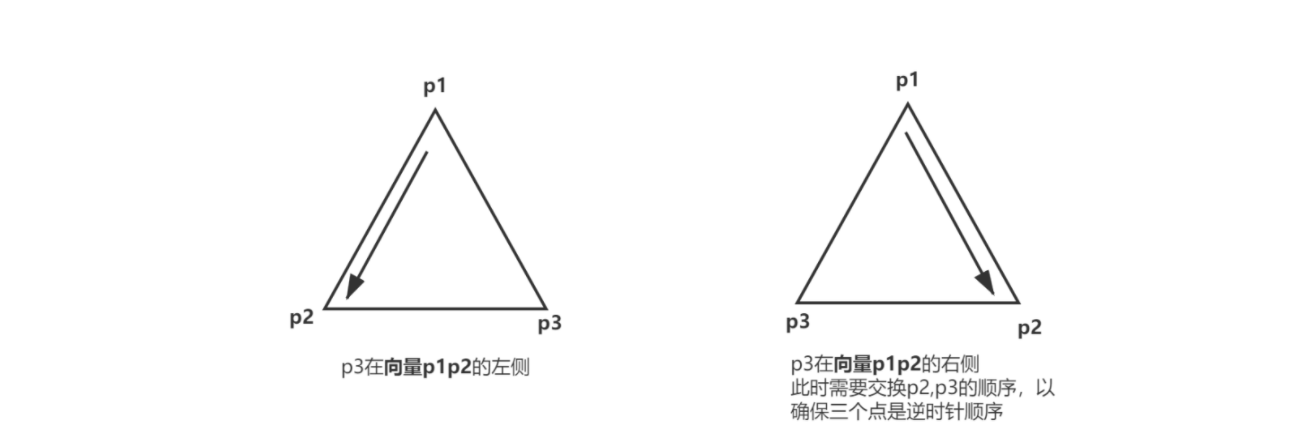 p1
p2
p3
p3在向量p1p2的左侧
p1
p3
p2
p3在向量p1p2的右侧
此时需要交换p2,p3的顺序，以
确保三个点是逆时针顺序